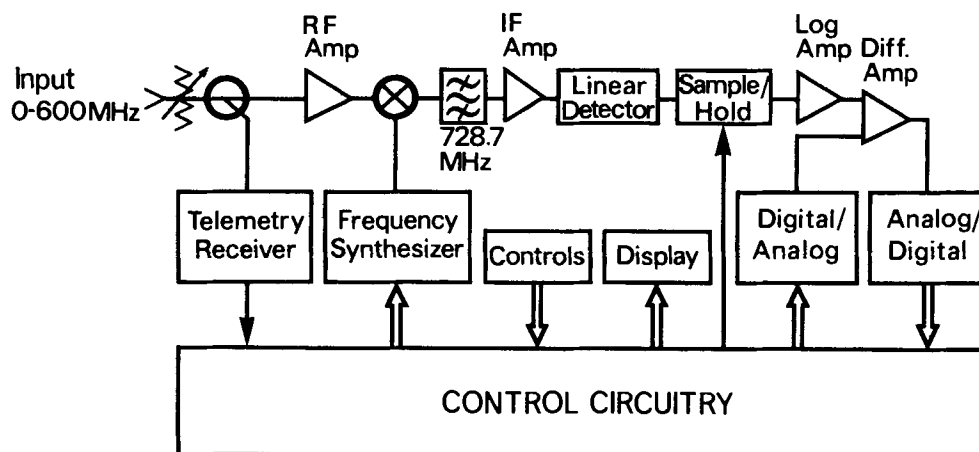 RF
Amp
IF
Amp
Log
Amp
Diff.
Amp
Input
0-600MHz
728.7
MHz
Linear
Detector
Sample/
Hold
Telemetry
Receiver
Frequency
Synthesizer
Controls
Display
Digital/
Analog
Analog/
Digital
CONTROL CIRCUITRY